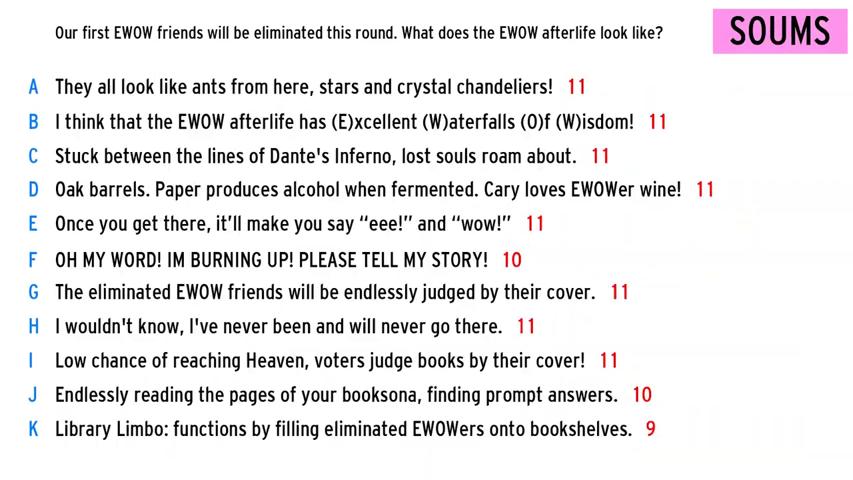 Our first EWOW friends will be eliminated this round. What does the EWOW afterlife look like?
SOUMS
A They all look like ants from here, stars and crystal chandeliers! 11
B I think that the EWOW afterlife has (E)xcellent (W)aterfalls (O)f (W)isdom! 11
C Stuck between the lines of Dante's Inferno, lost souls roam about. 11
D Oak barrels. Paper produces alcohol when fermented. Cary loves EWOWer wine! 11
E Once you get there, it’ll make you say “eee!” and “wow!” 11
F OH MY WORD! IM BURNING UP! PLEASE TELL MY STORY! 10
G The eliminated EWOW friends will be endlessly judged by their cover. 11
H I wouldn't know, I've never been and will never go there. 11
I Low chance of reaching Heaven, voters judge books by their cover! 11
J Endlessly reading the pages of your booksona, finding prompt answers. 10
K Library Limbo: functions by filling eliminated EWOWers onto bookshelves. 9